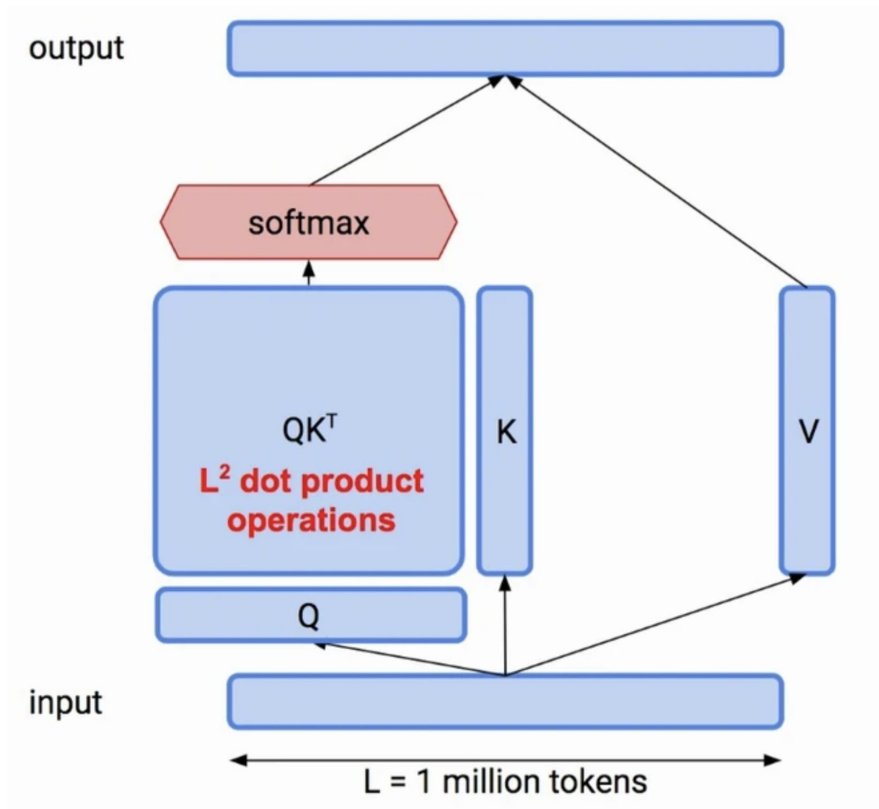 output
softmax
QKᵀ
K
V
L² dot product
operations
Q
input
L = 1 million tokens